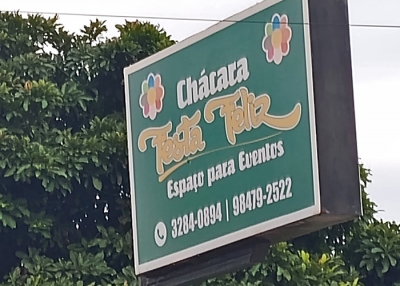 Chácara
Festa Feliz
Espaço para Eventos
3284-0894 | 98479-2522